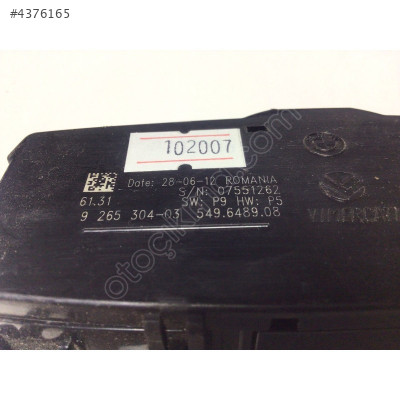 #4376165
102007
Date: 28-06-12 ROMANIA
S/N: 07551262
61.31 SW: P9 HW: P5
9 265 304-03 549.6489.08